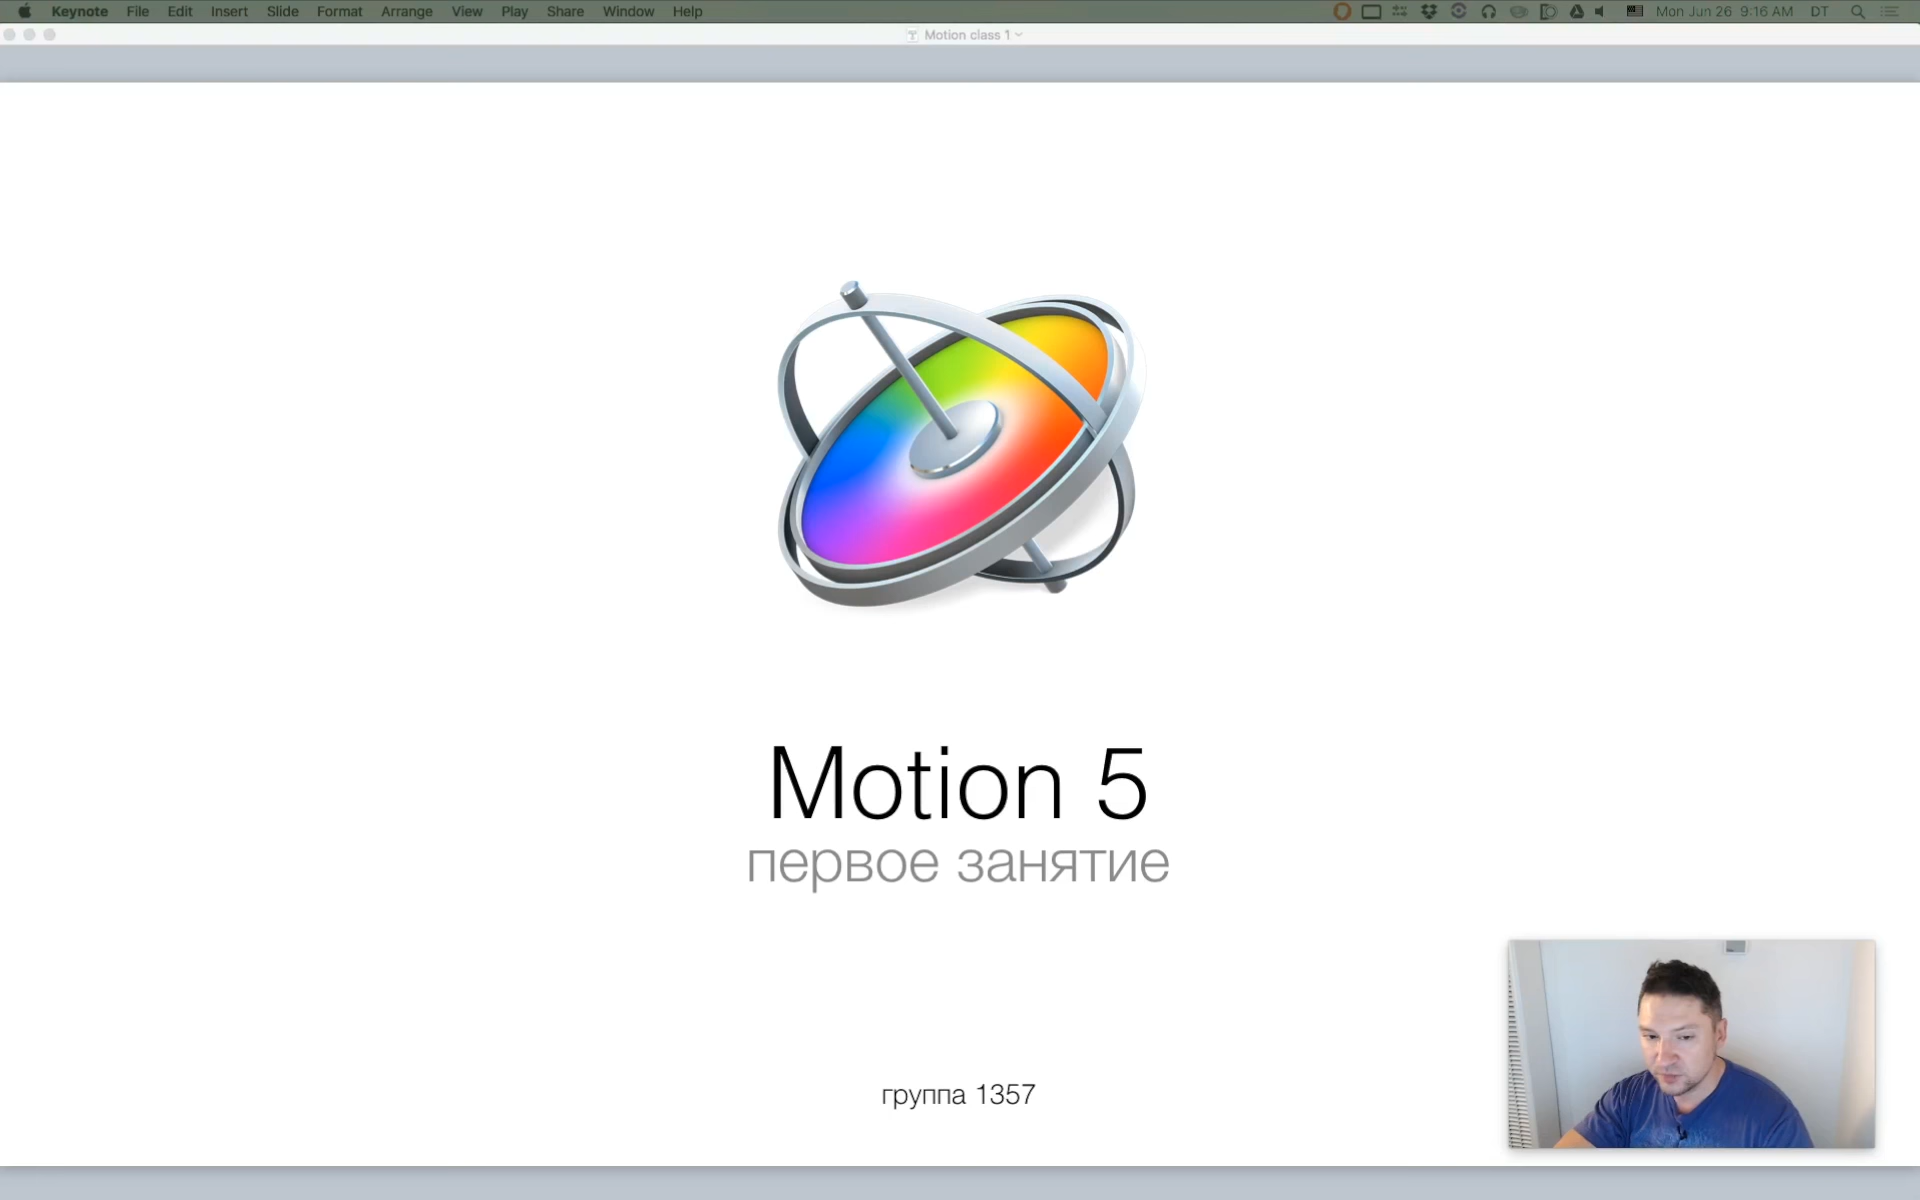 Keynote File Edit Insert Slide Format Arrange View Play Share Window Help Mon Jun 26 9:16 AM DT
Motion class 1
Motion 5
первое занятие
группа 1357